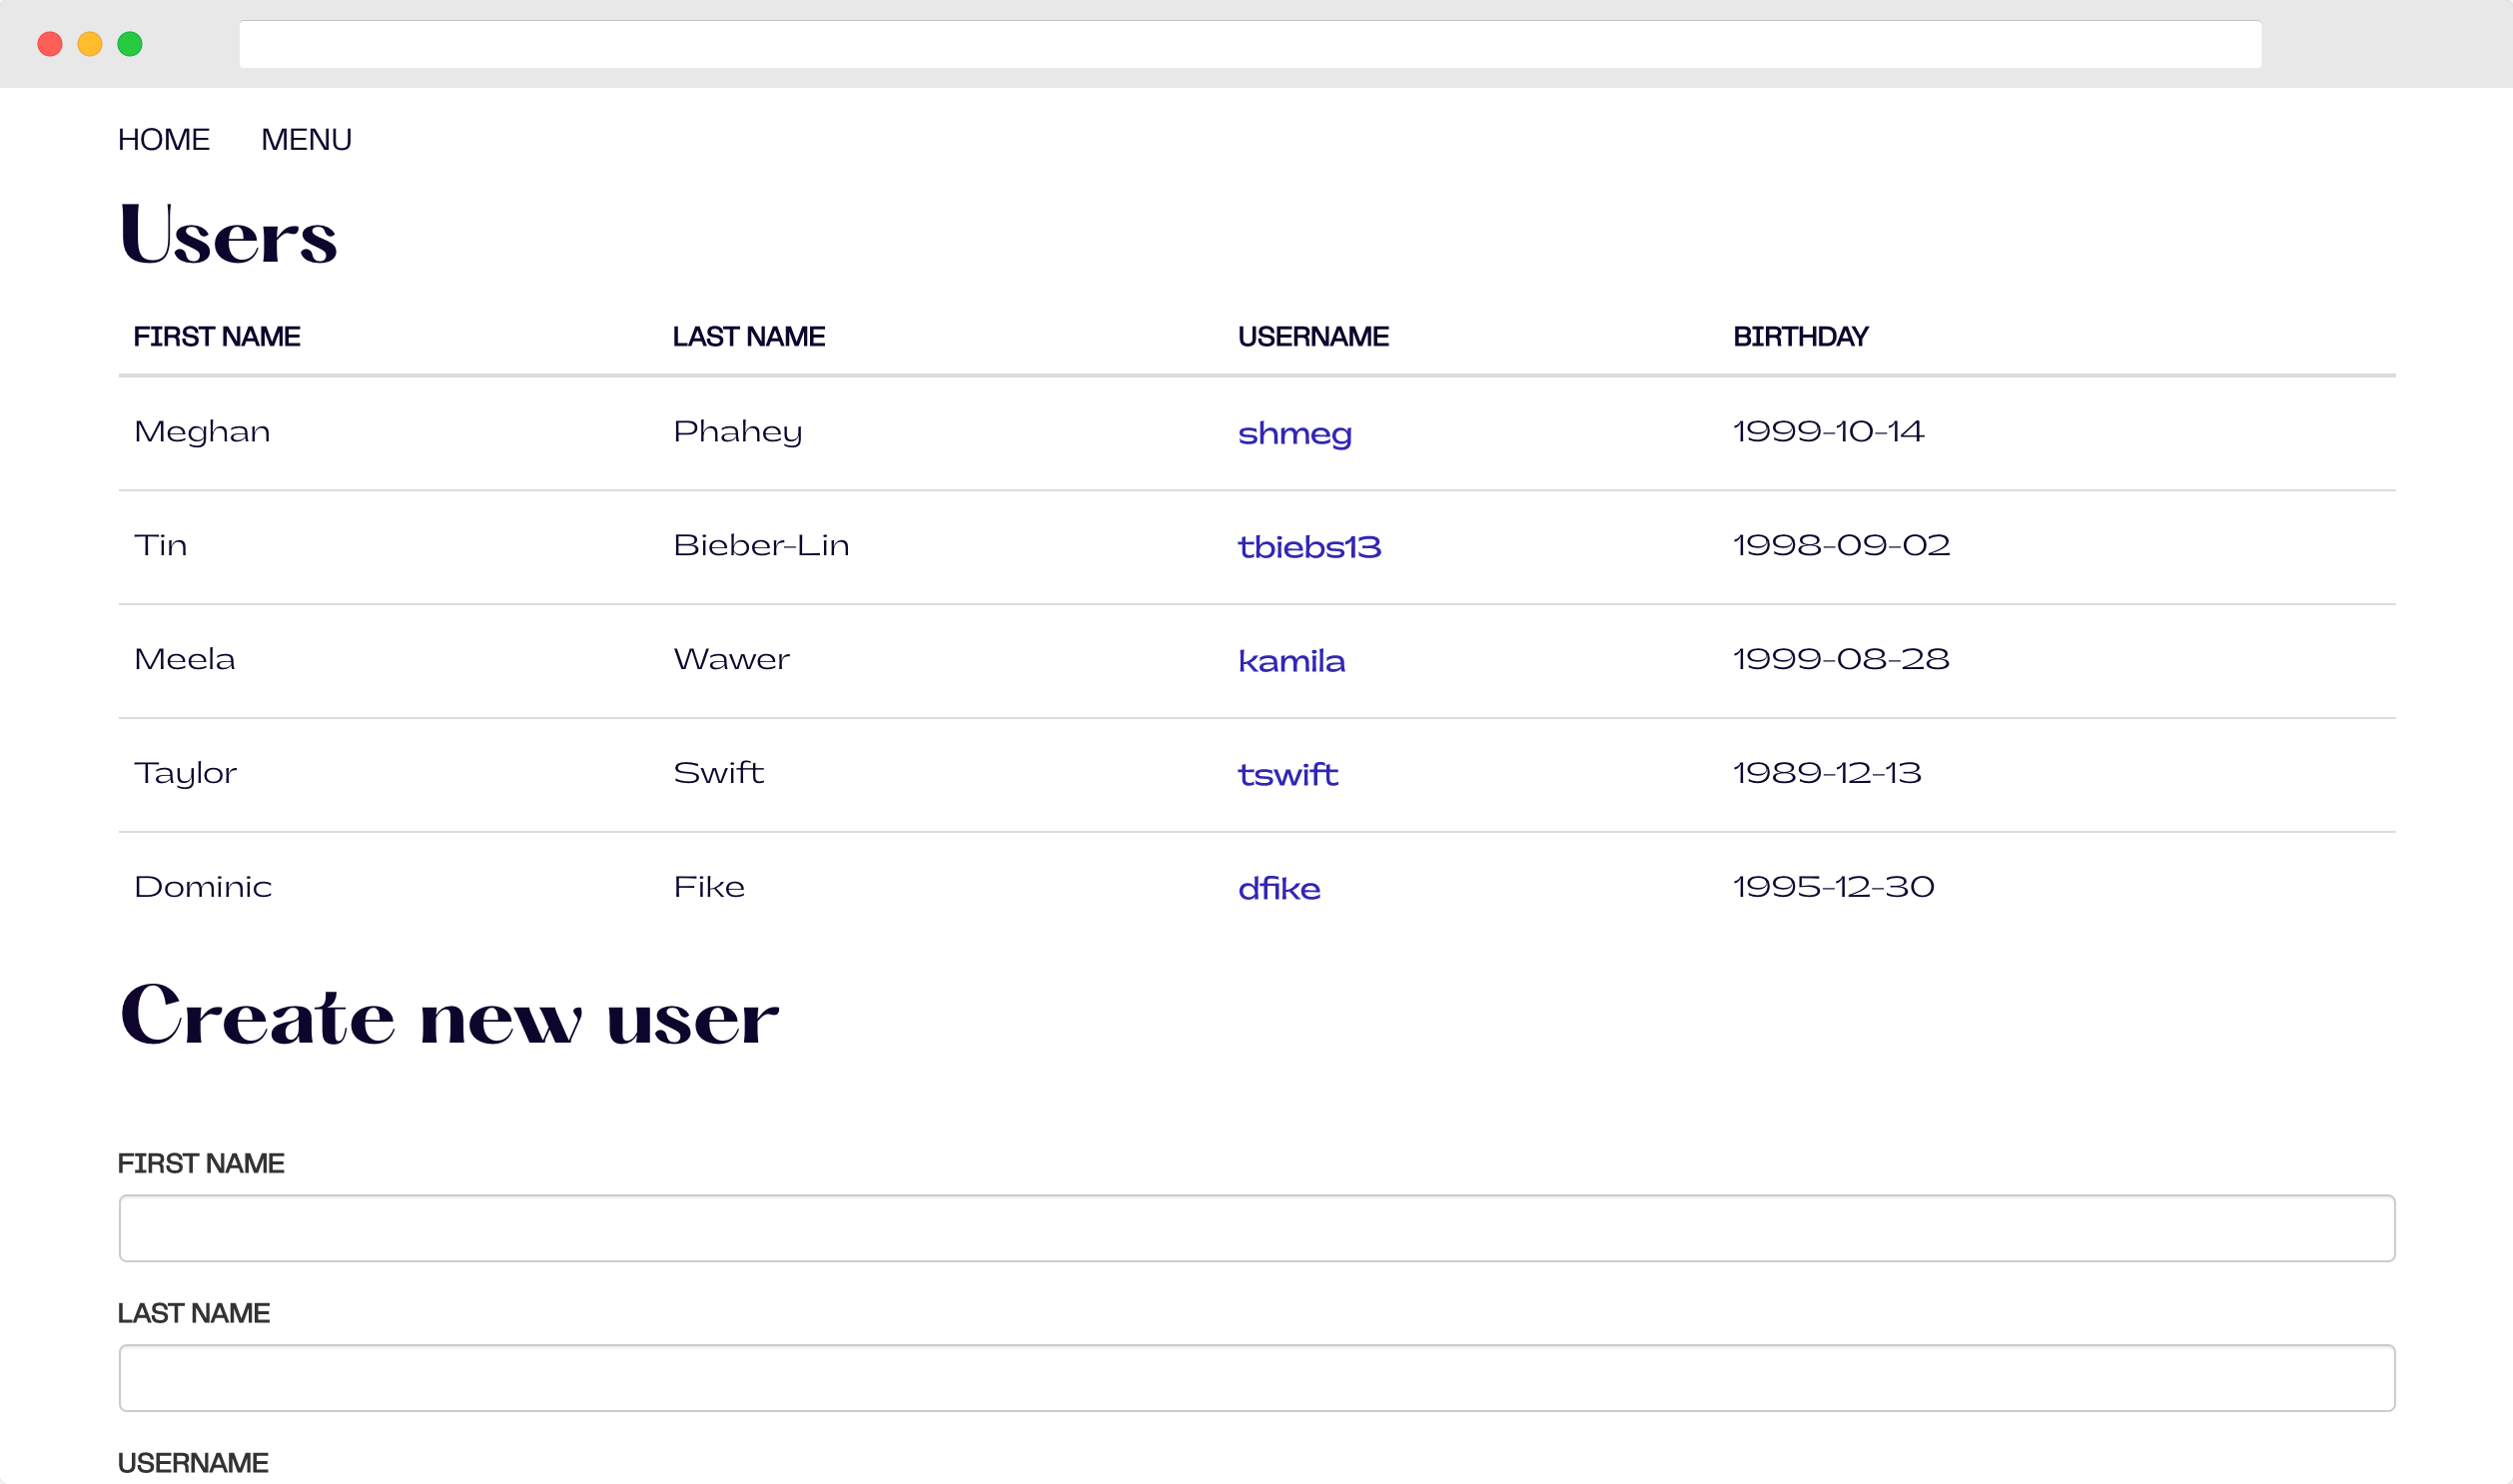 HOME MENU
Users
FIRST NAME LAST NAME USERNAME BIRTHDAY
Meghan Phahey shmeg 1999-10-14
Tin Bieber-Lin tbiebs13 1998-09-02
Meela Wawer kamila 1999-08-28
Taylor Swift tswift 1989-12-13
Dominic Fike dfike 1995-12-30
Create new user
FIRST NAME
LAST NAME
USERNAME